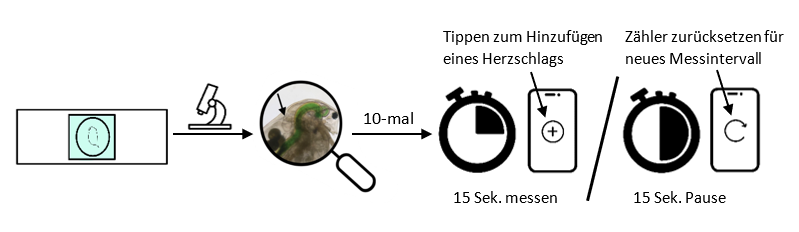 Tippen zum Hinzufügen
eines Herzschlags
Zähler zurücksetzen für
neues Messintervall
10-mal
15 Sek. messen
15 Sek. Pause